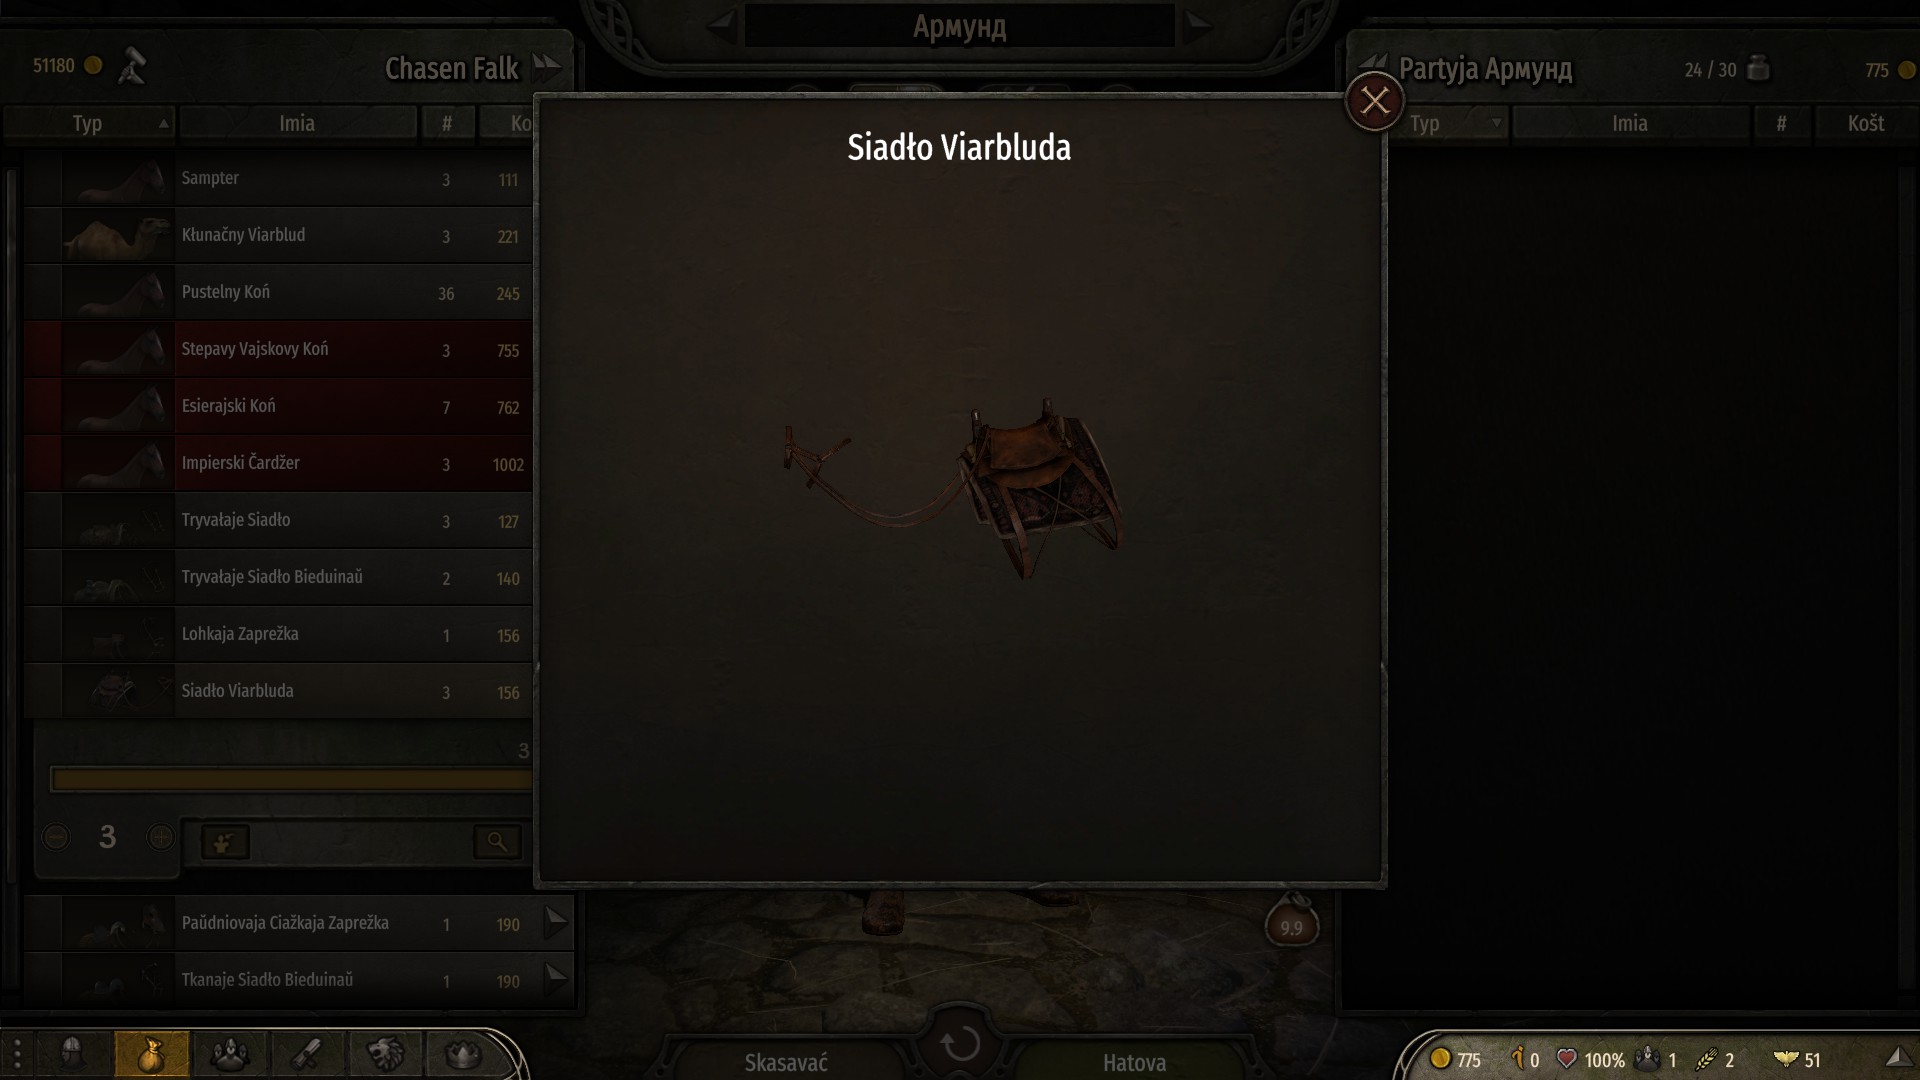 Армунд
51180
Chasen Falk
Partyja Армунд
24 / 30
775
Typ
Imia
#
Ko
Typ
Imia
#
Košt
Siadło Viarbluda
Sampter 3 111
Kłunačny Viarblud 3 221
Pustelny Koń 36 245
Stepavy Vajskovy Koń 3 755
Esierajski Koń 7 762
Impierski Čardžer 3 1002
Tryvałaje Siadło 3 127
Tryvałaje Siadło Bieduinaŭ 2 140
Lohkaja Zaprežka 1 156
Siadło Viarbluda 3 156
3
3
Paŭdniovaja Ciažkaja Zaprežka 1 190
Tkanaje Siadło Bieduinaŭ 1 190
9.9
Skasavać
Hatova
775 0 100% 1 2 51